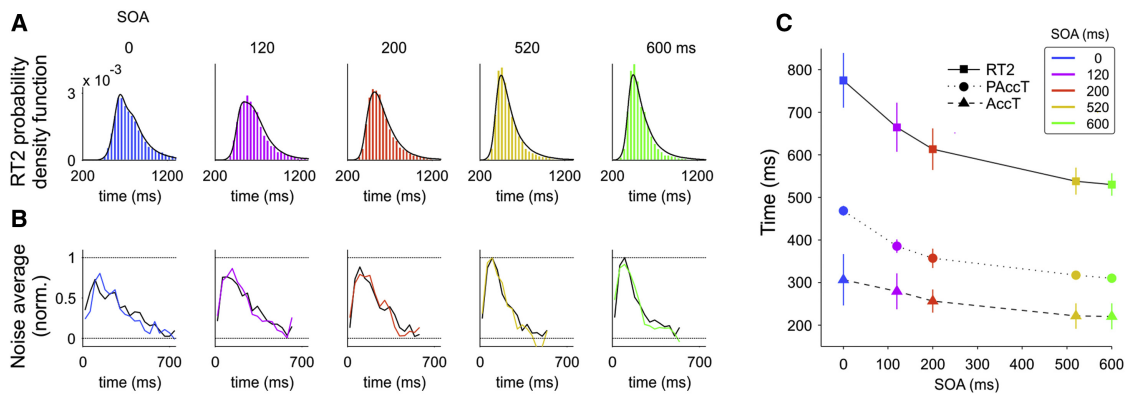 A
SOA
0
120
200
520
600 ms
RT2 probability
density function
x 10⁻³
3
0
200
1200
time (ms)
200
1200
time (ms)
200
1200
time (ms)
200
1200
time (ms)
200
1200
time (ms)
B
Noise average
(norm.)
1
0.5
0
0
700
time (ms)
0
700
time (ms)
0
700
time (ms)
0
700
time (ms)
0
700
time (ms)
C
SOA (ms)
0
120
200
520
600
RT2
PAccT
AccT
Time (ms)
800
700
600
500
400
300
200
0 100 200 300 400 500 600
SOA (ms)